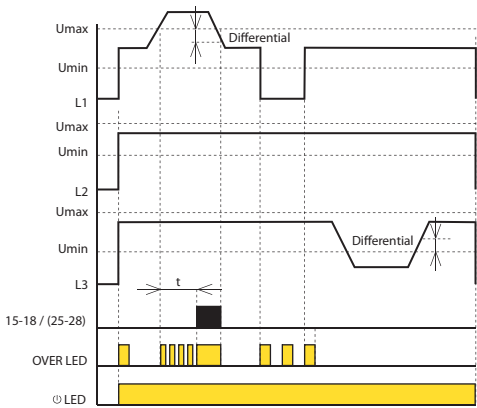 Umax
Differential
Umin
L1
Umax
Umin
L2
Umax
Differential
Umin
L3
t
15-18 / (25-28)
OVER LED
⏻ LED